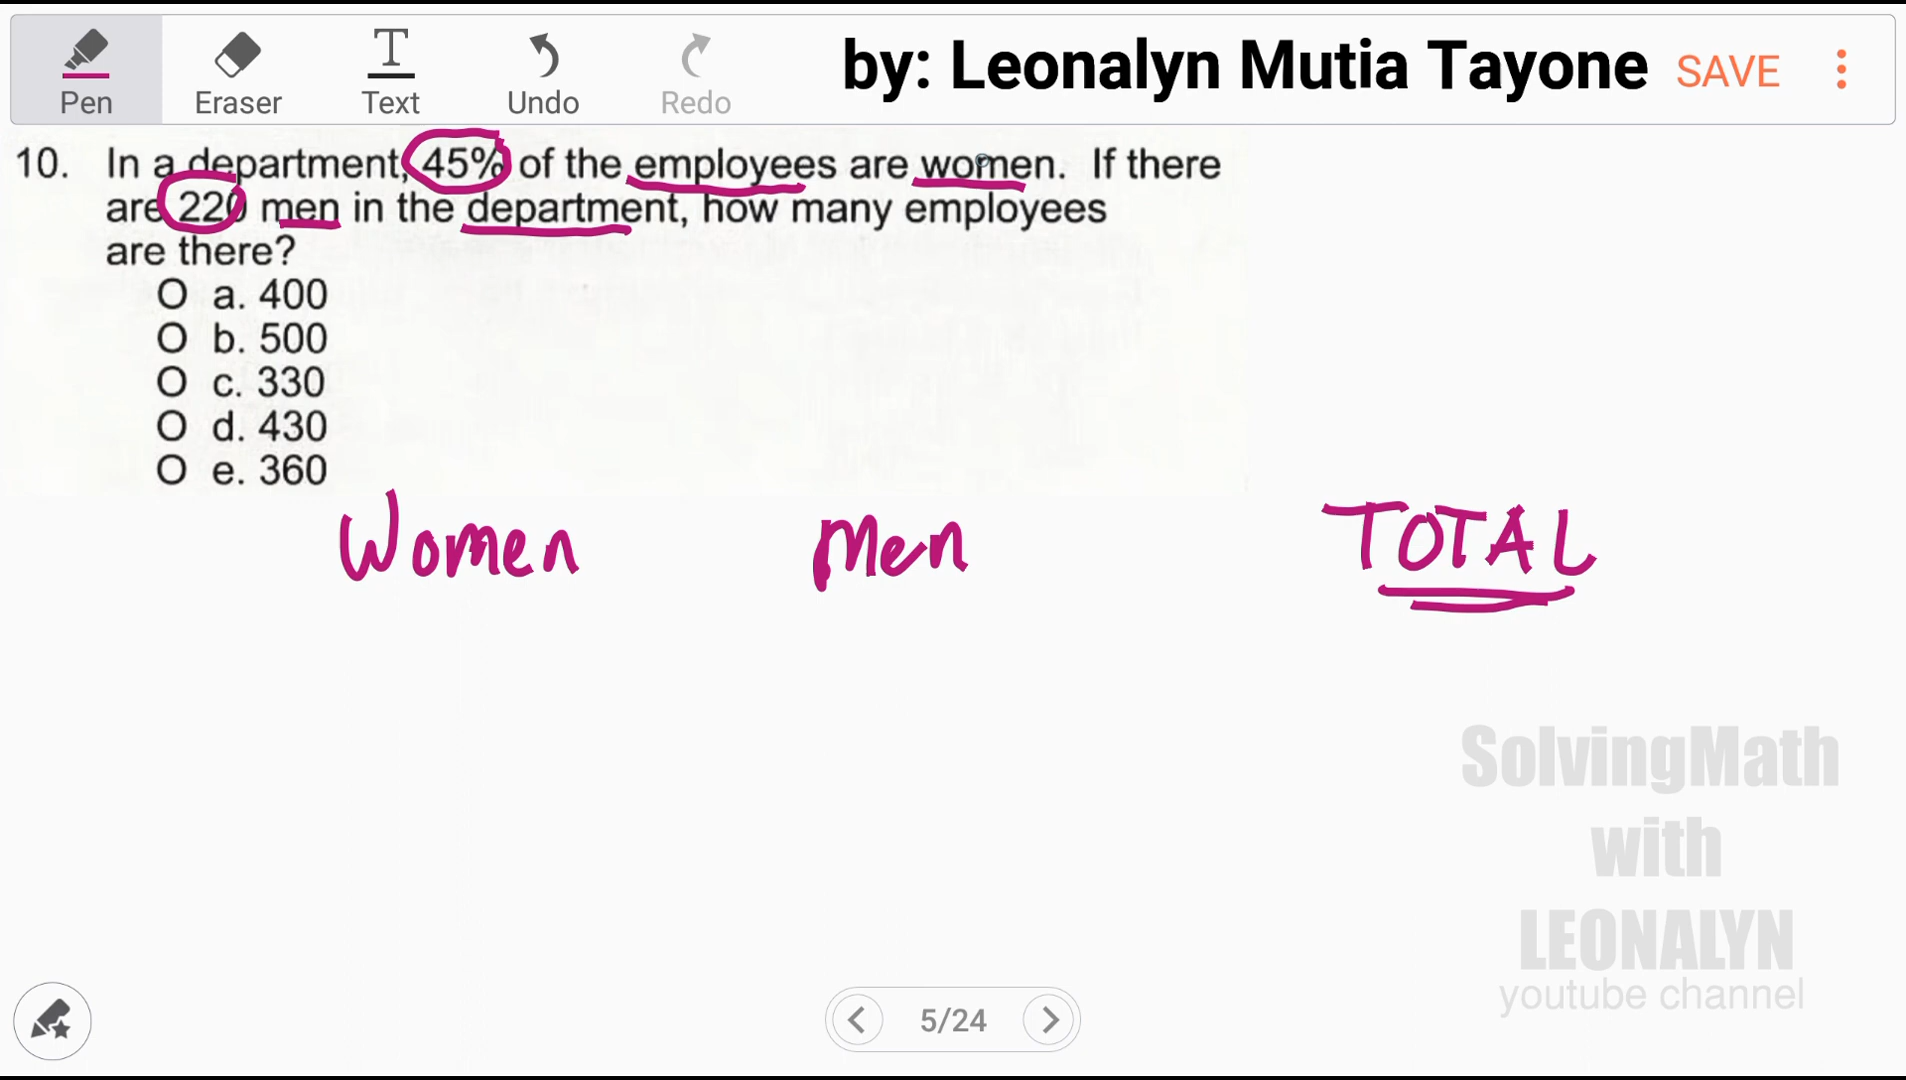 Pen
Eraser
Text
Undo
Redo
by: Leonalyn Mutia Tayone
SAVE
10. In a department, 45% of the employees are women. If there
are 220 men in the department, how many employees
are there?
O a. 400
O b. 500
O c. 330
O d. 430
O e. 360
Women Men TOTAL
SolvingMath
with
LEONALYN
youtube channel
5/24